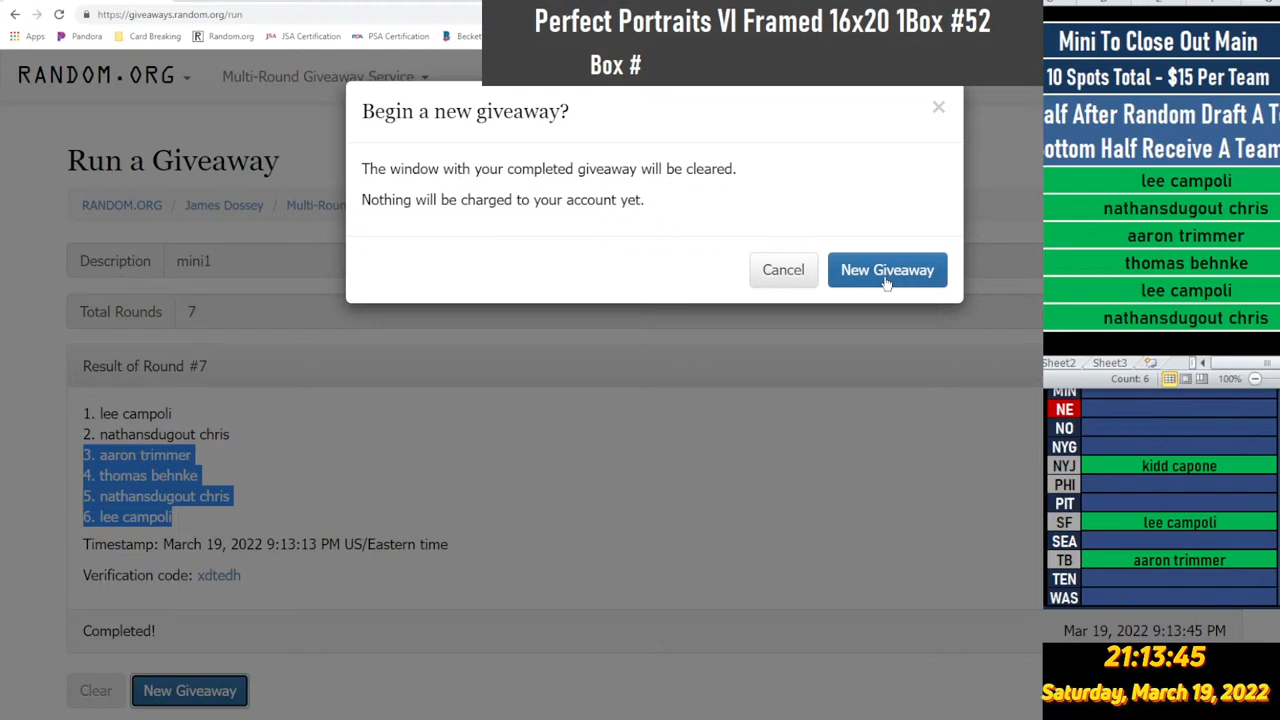 https://giveaways.random.org/run
Apps
Pandora
Card Breaking
Random.org
JSA Certification
PSA Certification
Becket
Perfect Portraits VI Framed 16x20 1Box #52
Box #
RANDOM.ORG
Multi-Round Giveaway Service
Begin a new giveaway?
×
The window with your completed giveaway will be cleared.
Nothing will be charged to your account yet.
Cancel
New Giveaway
Run a Giveaway
RANDOM.ORG / James Dossey / Multi-Roun
Description mini1
Total Rounds 7
Result of Round #7
1. lee campoli
2. nathansdugout chris
3. aaron trimmer
4. thomas behnke
5. nathansdugout chris
6. lee campoli
Timestamp: March 19, 2022 9:13:13 PM US/Eastern time
Verification code: xdtedh
Completed!
Mar 19, 2022 9:13:45 PM
Clear
New Giveaway
Mini To Close Out Main
10 Spots Total - $15 Per Team
alf After Random Draft A Te
ottom Half Receive A Team
lee campoli
nathansdugout chris
aaron trimmer
thomas behnke
lee campoli
nathansdugout chris
Sheet2 Sheet3
Count: 6 100%
MIN
NE
NO
NYG
NYJ kidd capone
PHI
PIT
SF lee campoli
SEA
TB aaron trimmer
TEN
WAS
21:13:45
Saturday, March 19, 2022